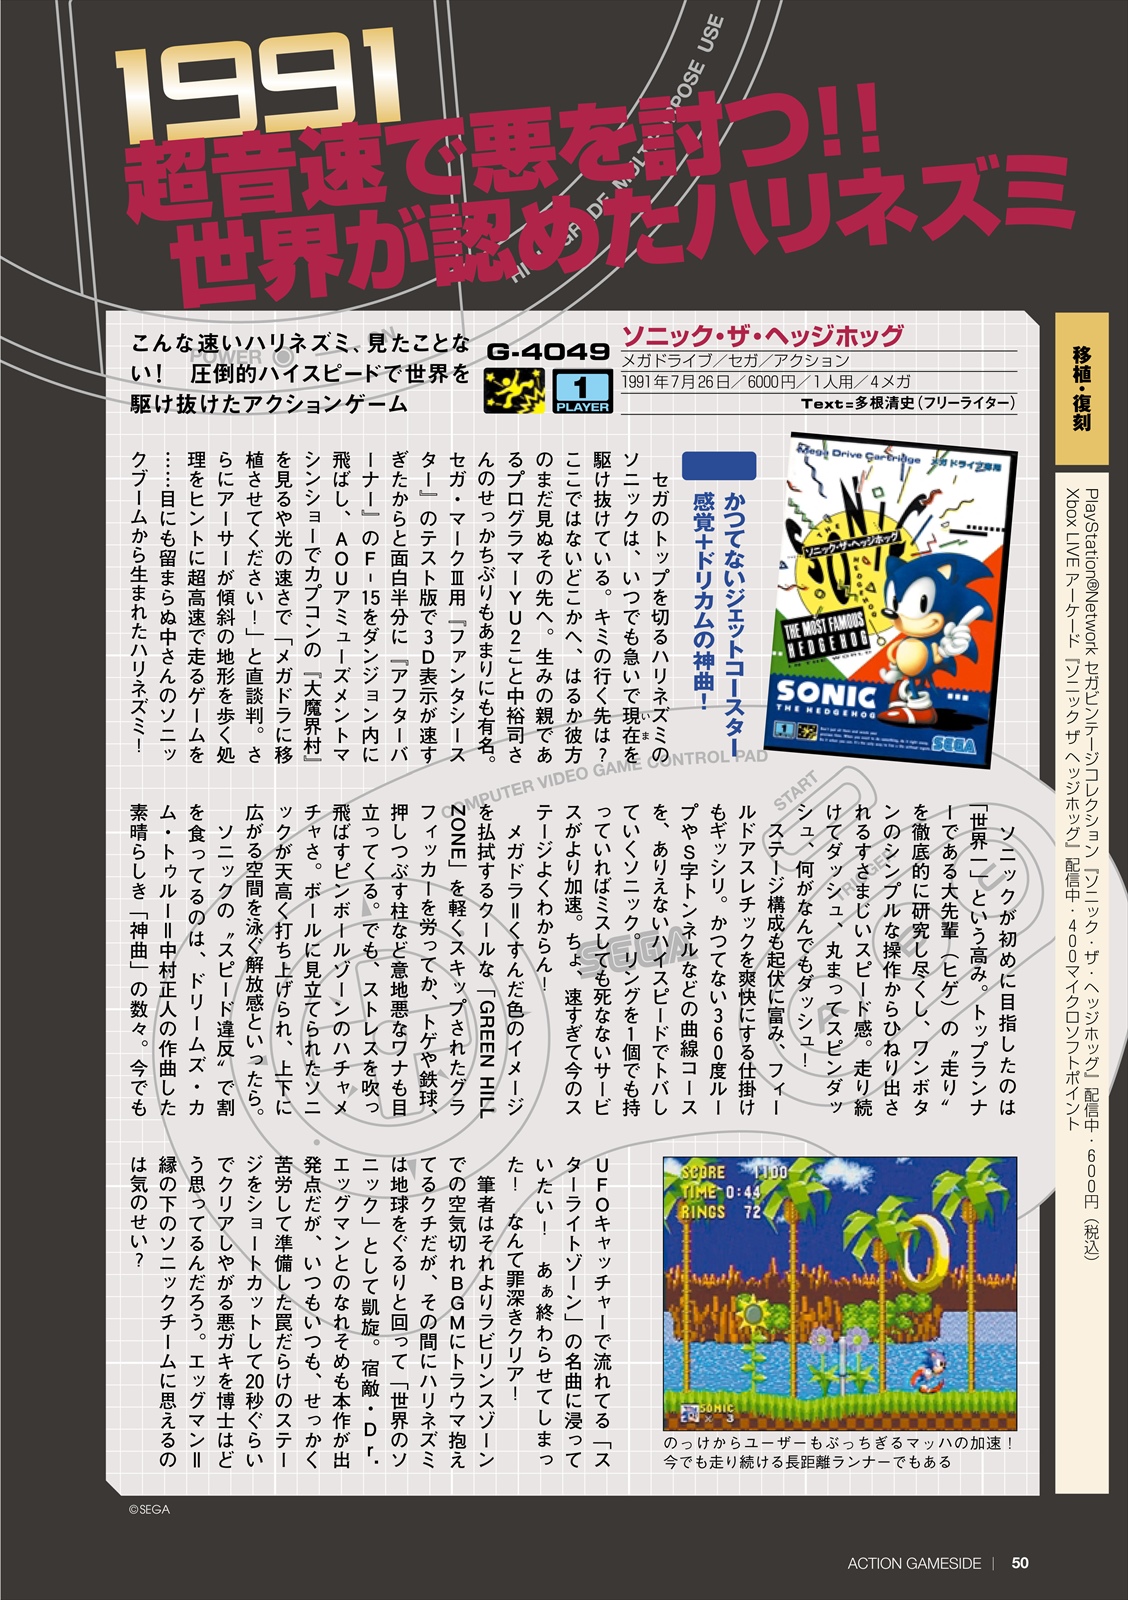 1991
超音速で悪を討つ!!
世界が認めたハリネズミ
こんな速いハリネズミ、見たことな
い！　圧倒的ハイスピードで世界を
駆け抜けたアクションゲーム
G-4049
1
PLAYER
ソニック・ザ・ヘッジホッグ
メガドライブ／セガ／アクション
1991年7月26日／6000円／1人用／4メガ
Text=多根清史（フリーライター）
移植・復刻
PlayStation®Network セガビンテージコレクション『ソニック・ザ・ヘッジホッグ』配信中・600円（税込）
Xbox LIVE アーケード『ソニック ザ ヘッジホッグ』配信中・400マイクロソフトポイント
Mega Drive Cartridge メガドライブ専用
ソニック・ザ・ヘッジホッグ
THE MOST FAMOUS
HEDGEHOG
IN THE WORLD
SONIC
THE HEDGEHOG
SEGA
かつてないジェットコースター
感覚＋ドリカムの神曲！
セガのトップを切るハリネズミの
ソニックは、いつでも急いで現在を
いま
駆け抜けている。キミの行く先は？
ここではないどこかへ、はるか彼方
のまだ見ぬその先へ。生みの親であ
るプログラマーYU2こと中裕司さ
んのせっかちぶりもあまりにも有名。
セガ・マークⅢ用『ファンタシース
ター』のテスト版で3D表示が速す
ぎたからと面白半分に『アフターバ
ーナー』のF-15をダンジョン内に
飛ばし、AOUアミューズメントマ
シンショーでカプコンの『大魔界村』
を見るや光の速さで「メガドラに移
植させてください！」と直談判。さ
らにアーサーが傾斜の地形を歩く処
理をヒントに超高速で走るゲームを
……目にも留まらぬ中さんのソニッ
クブームから生まれたハリネズミ！
ソニックが初めに目指したのは
「世界一」という高み。トップランナ
ーである大先輩（ヒゲ）の〝走り〟
を徹底的に研究し尽くし、ワンボタ
ンのシンプルな操作からひねり出さ
れるすさまじいスピード感。走り続
けてダッシュ、丸まってスピンダッ
シュ、何がなんでもダッシュ！
ステージ構成も起伏に富み、フィー
ルドアスレチックを爽快にする仕掛け
もギッシリ。かつてない360度ルー
プやS字トンネルなどの曲線コース
を、ありえないハイスピードでトバし
ていくソニック。リングを1個でも持
っていればミスしても死なないサービ
スがより加速。ちょ、速すぎて今のス
テージよくわからん！
メガドラ＝くすんだ色のイメージ
を払拭するクールな「GREEN HILL
ZONE」を軽くスキップされたグラ
フィッカーを労ってか、トゲや鉄球、
押しつぶす柱など意地悪なワナも目
立ってくる。でも、ストレスを吹っ
飛ばすピンボールゾーンのハチャメ
チャさ。ボールに見立てられたソニ
ックが天高く打ち上げられ、上下に
広がる空間を泳ぐ解放感といったら。
ソニックの〝スピード違反〟で割
を食ってるのは、ドリームズ・カ
ム・トゥルー＝中村正人の作曲した
素晴らしき「神曲」の数々。今でも
UFOキャッチャーで流れてる「ス
ターライトゾーン」の名曲に浸って
いたい！　あぁ終わらせてしまっ
た！　なんて罪深きクリア！
筆者はそれよりラビリンスゾーン
での空気切れBGMにトラウマ抱え
てるクチだが、その間にハリネズミ
は地球をぐるりと回って「世界のソ
ニック」として凱旋。宿敵・Dr.
エッグマンとのなれそめも本作が出
発点だが、いつもいつも、せっかく
苦労して準備した罠だらけのステー
ジをショートカットして20秒ぐらい
でクリアしやがる悪ガキを博士はど
う思ってるんだろう。エッグマン＝
縁の下のソニックチームに思えるの
は気のせい？
SCORE 1100
TIME 0:44
RINGS 72
SONIC
× 3
のっけからユーザーもぶっちぎるマッハの加速！
今でも走り続ける長距離ランナーでもある
POWER
ON
COMPUTER VIDEO GAME CONTROL PAD
START
TRIGGER
A
B
C
SEGA
©SEGA
ACTION GAMESIDE | 50